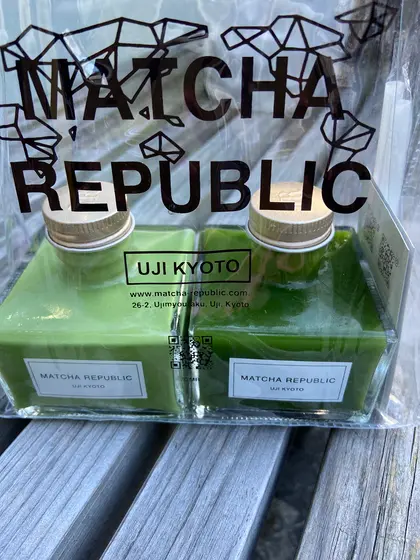 MATCHA
REPUBLIC
UJI KYOTO
www.matcha-republic.com
26-2, Ujimyouraku, Uji, Kyoto
MATCHA REPUBLIC
UJI KYOTO
MATCHA REPUBLIC
UJI KYOTO